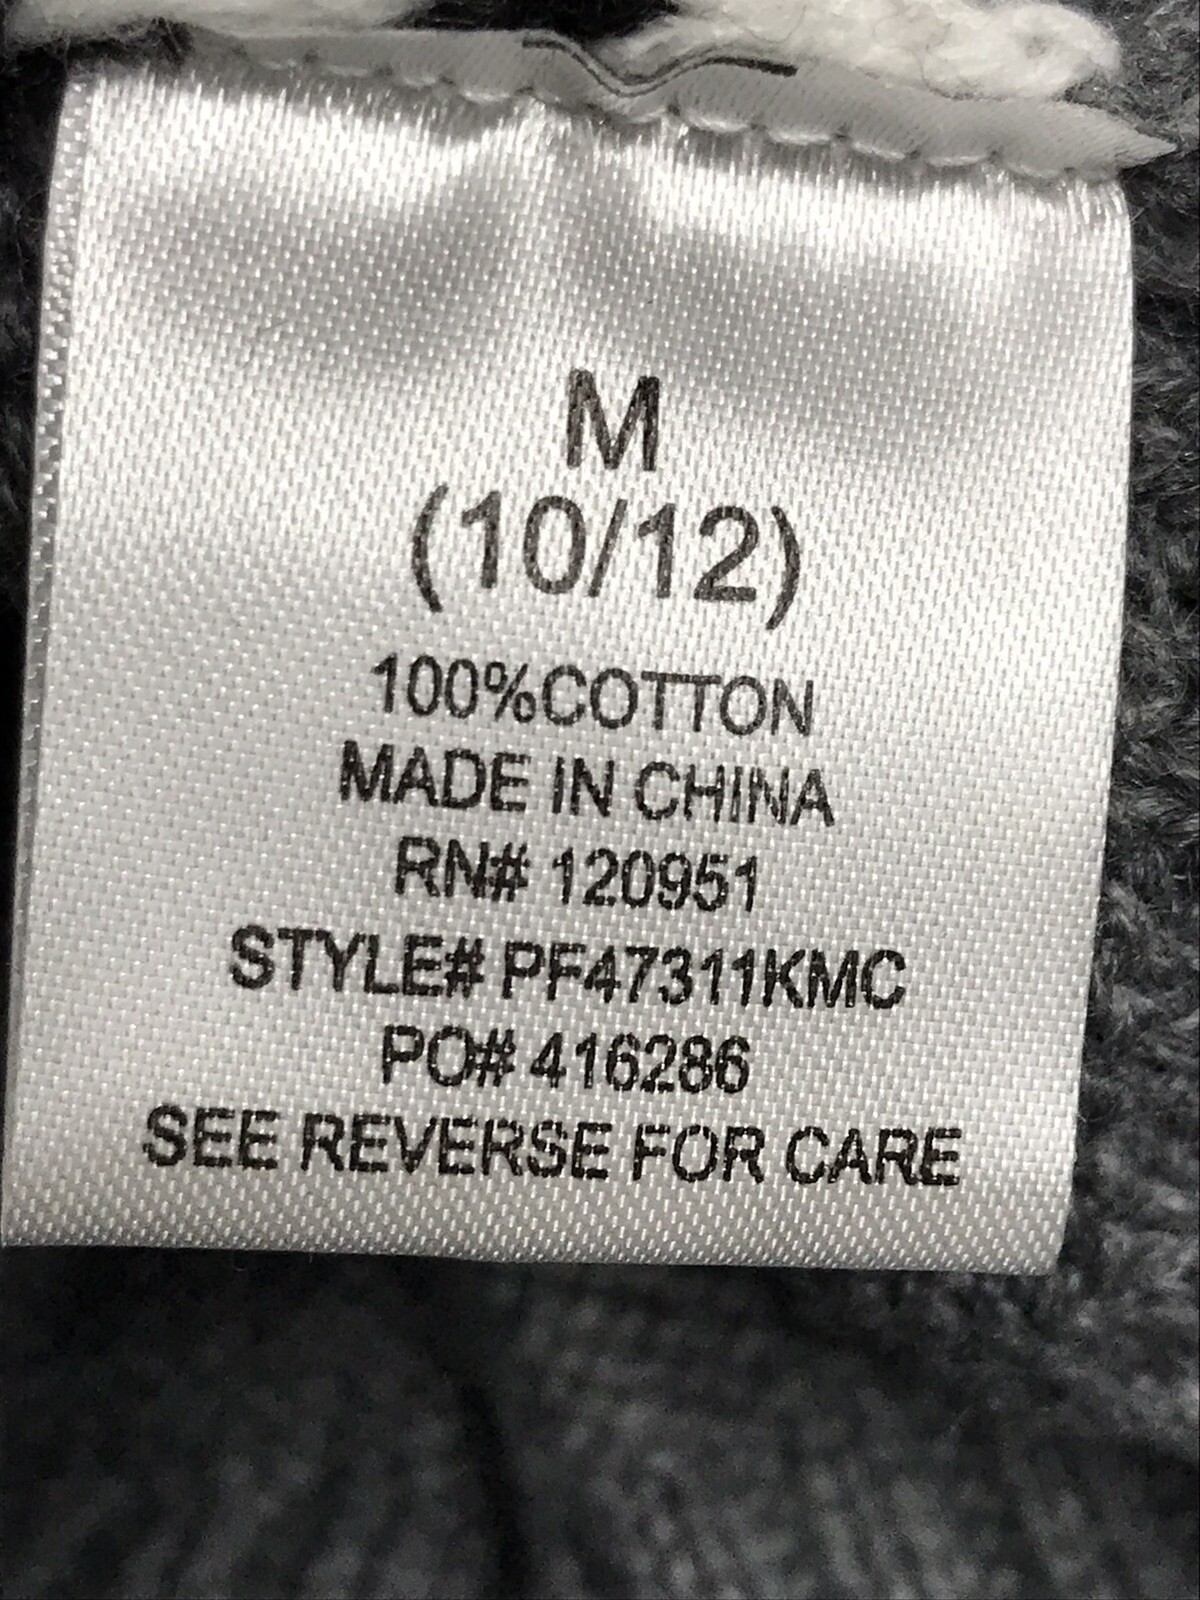 M
(10/12)
100%COTTON
MADE IN CHINA
RN# 120951
STYLE# PF47311KMC
PO# 416286
SEE REVERSE FOR CARE